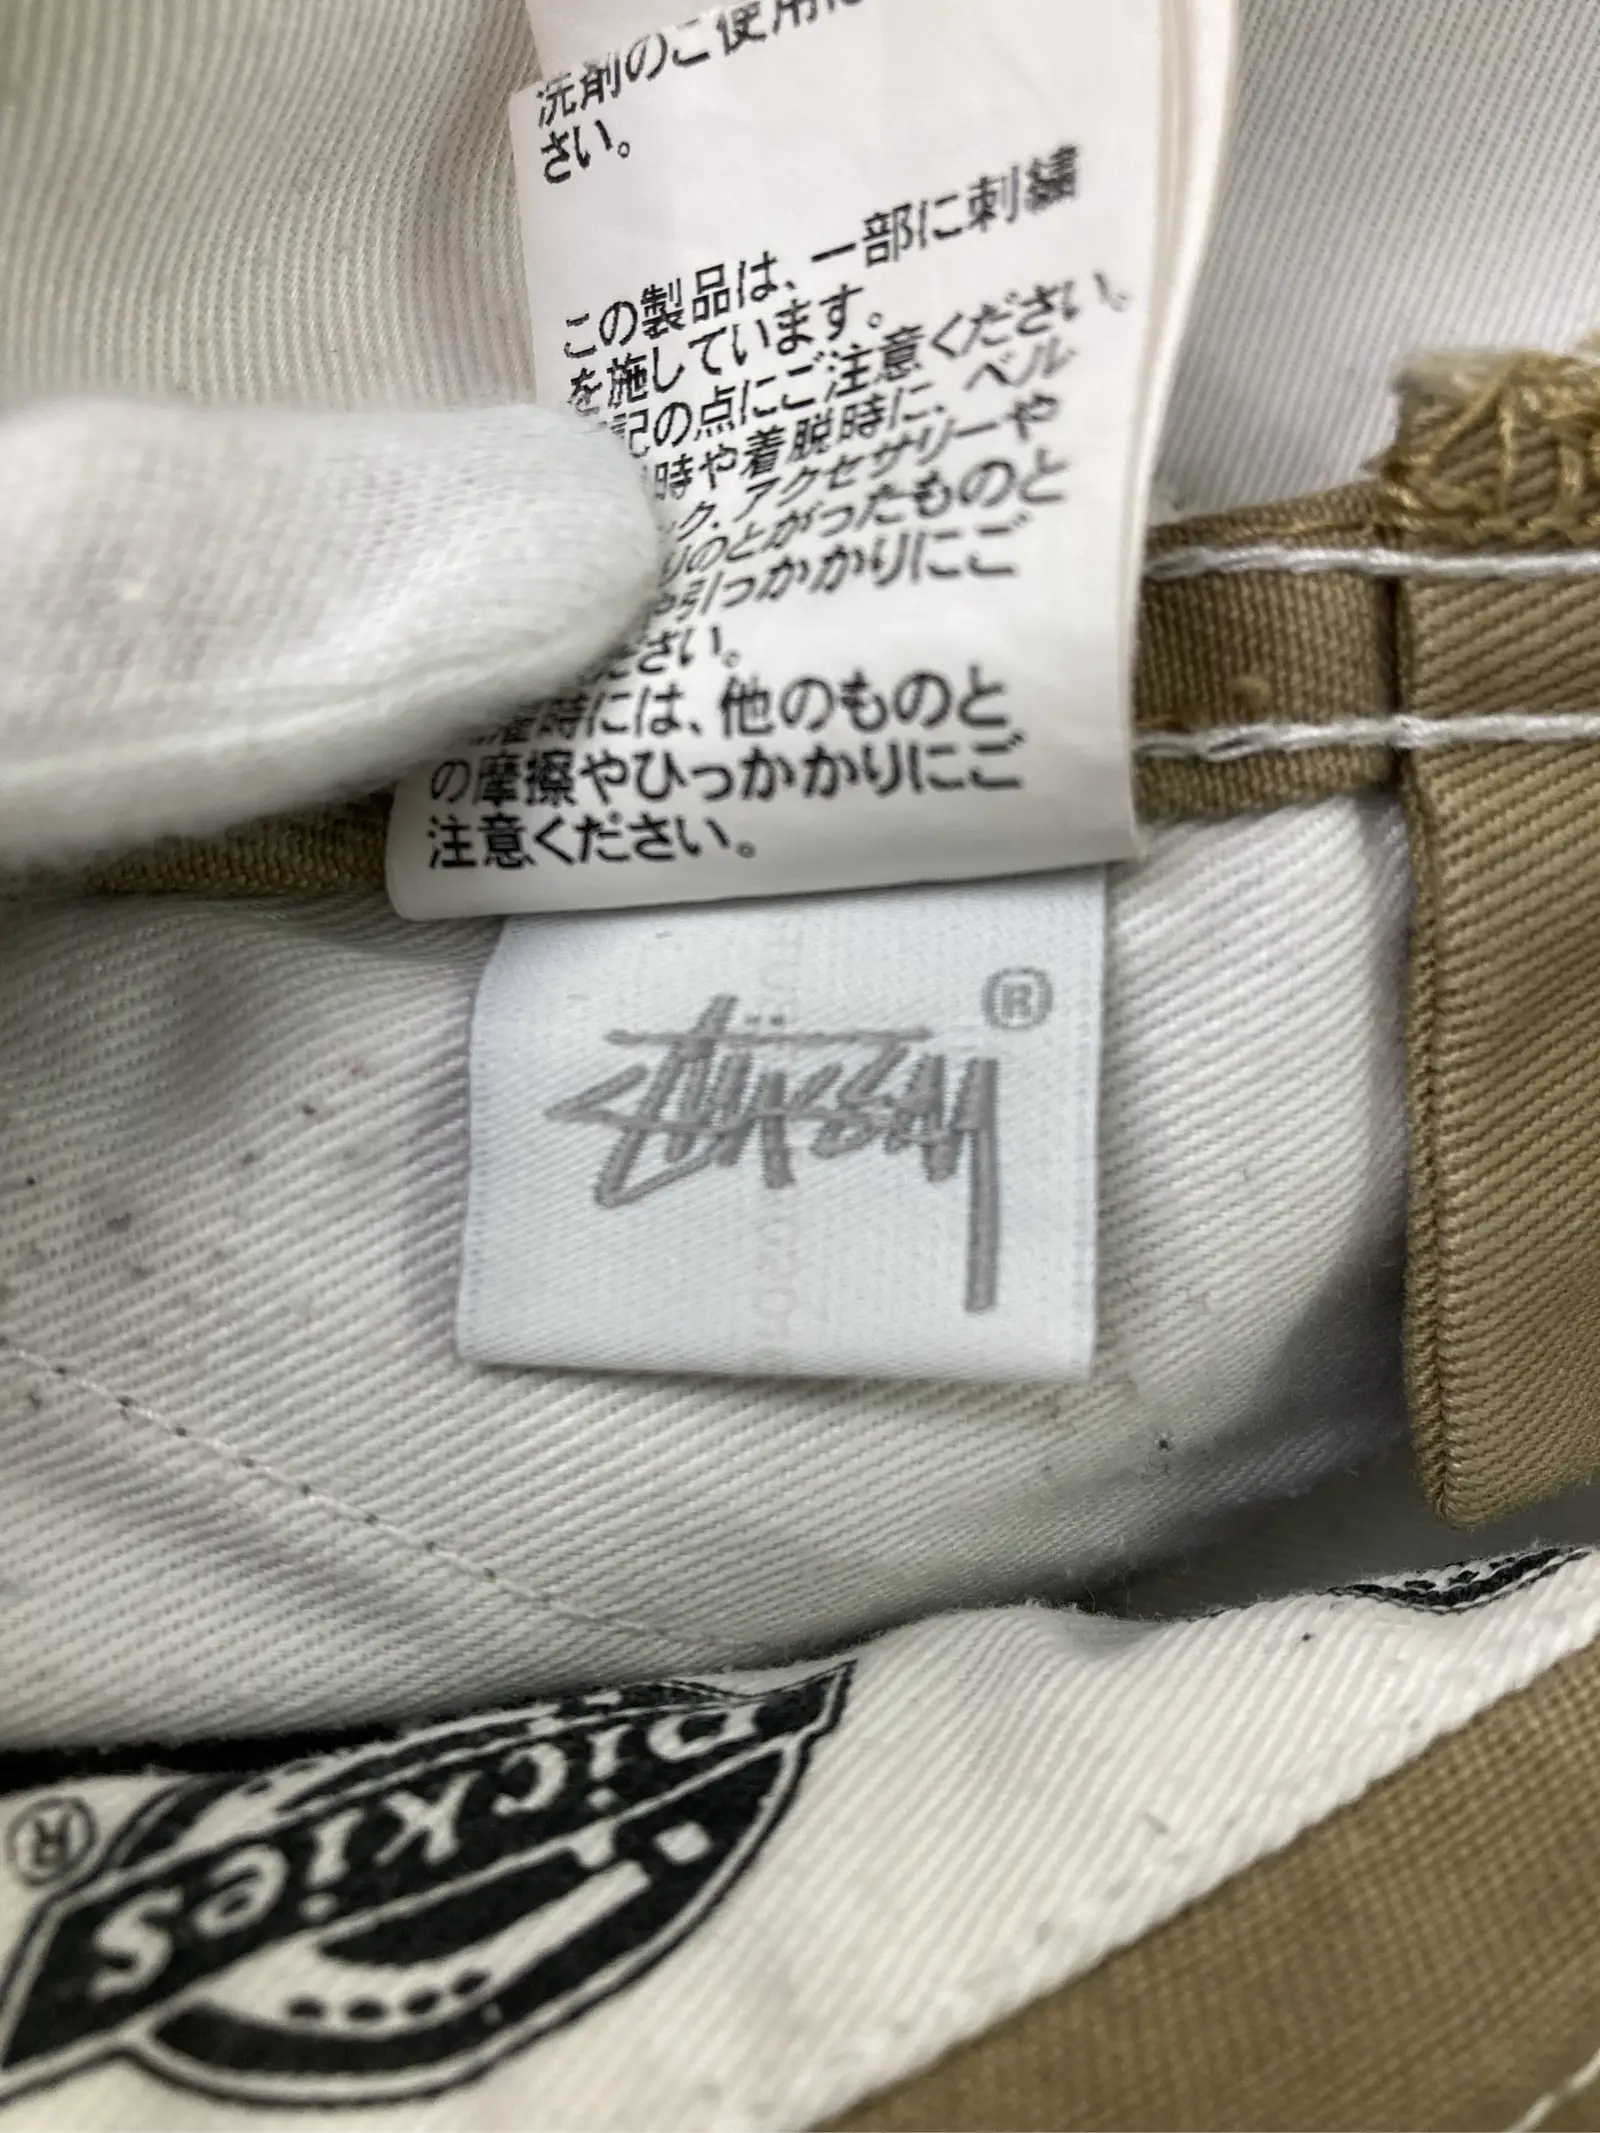 洗剤のご使用は
さい。
この製品は、一部に刺繍
を施しています。
記の点にご注意ください。
時や着脱時に、ベル
ク、アクセサリーや
りのとがったものと
や引っかかりにご
ださい。
濯時には、他のものと
の摩擦やひっかかりにご
注意ください。
®
STÜSSY
Dickies
®